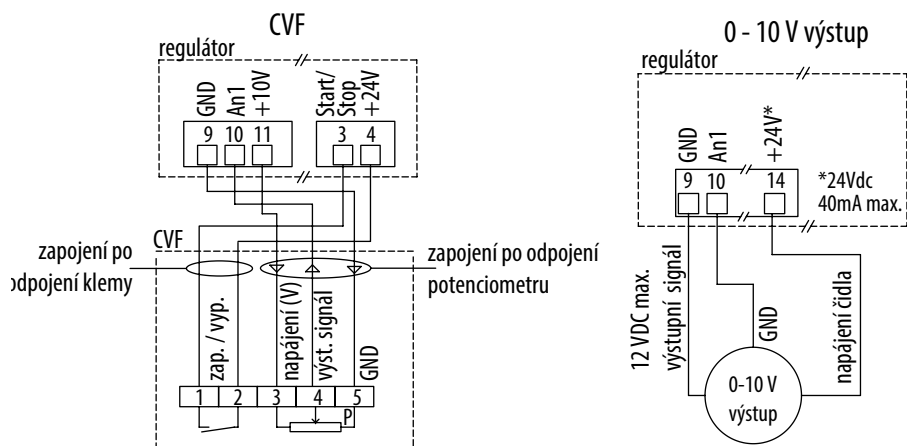 CVF
regulátor
GND
An1
+10V
Start/
Stop
+24V
9 10 11 3 4
CVF
zapojení po
odpojení klemy
zapojení po odpojení
potenciometru
zap. / vyp.
napájení (V)
výst. signál
GND
1 2 3 4 5
P
0 - 10 V výstup
regulátor
GND
An1
+24V*
9 10 14
*24Vdc
40mA max.
12 VDC max.
výstupní signál
GND
napájení čidla
0-10 V
výstup